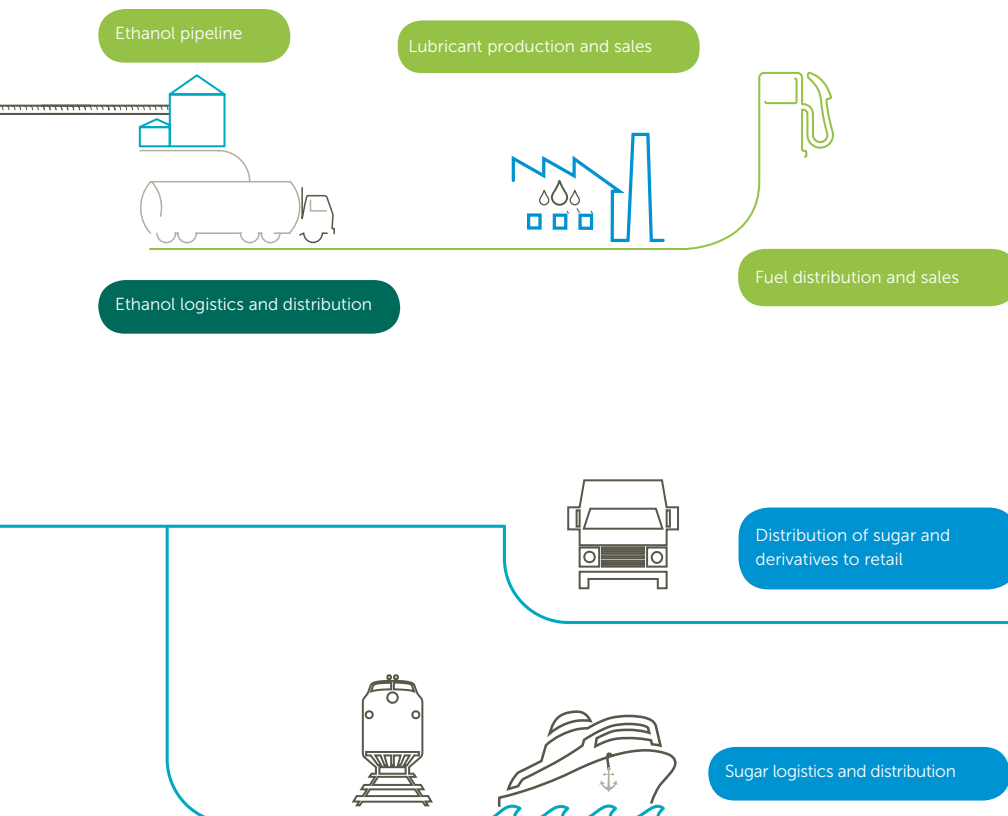 Ethanol pipeline
Lubricant production and sales
Fuel distribution and sales
Ethanol logistics and distribution
Distribution of sugar and
derivatives to retail
Sugar logistics and distribution